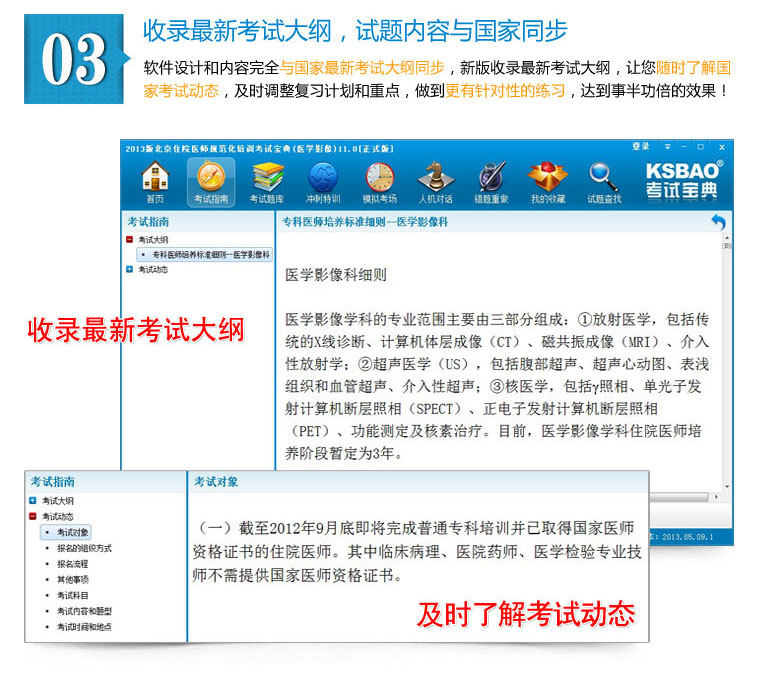 03
收录最新考试大纲，试题内容与国家同步
软件设计和内容完全与国家最新考试大纲同步，新版收录最新考试大纲，让您随时了解国
家考试动态，及时调整复习计划和重点，做到更有针对性的练习，达到事半功倍的效果！
2013版北京住院医师规范化培训考试宝典(医学影像)11.0[正式版]
登录
首页 考试指南 考试题库 冲刺特训 模拟考场 人机对话 错题重做 我的收藏 试题查找
KSBAO®
考试宝典
考试指南
考试大纲
专科医师培养标准细则--医学影像科
考试动态
专科医师培养标准细则--医学影像科
医学影像科细则
医学影像学科的专业范围主要由三部分组成：①放射医学，包括传
统的X线诊断、计算机体层成像（CT）、磁共振成像（MRI）、介入
性放射学；②超声医学（US），包括腹部超声、超声心动图、表浅
组织和血管超声、介入性超声；③核医学，包括γ照相、单光子发
射计算机断层照相（SPECT）、正电子发射计算机断层照相
（PET）、功能测定及核素治疗。目前，医学影像学科住院医师培
养阶段暂定为3年。
收录最新考试大纲
2013.05.09.1
考试指南
考试大纲
考试动态
考试对象
报名的组织方式
报名流程
其他事项
考试科目
考试内容和题型
考试时间和地点
考试对象
（一）截至2012年9月底即将完成普通专科培训并已取得国家医师
资格证书的住院医师。其中临床病理、医院药师、医学检验专业技
师不需提供国家医师资格证书。
及时了解考试动态